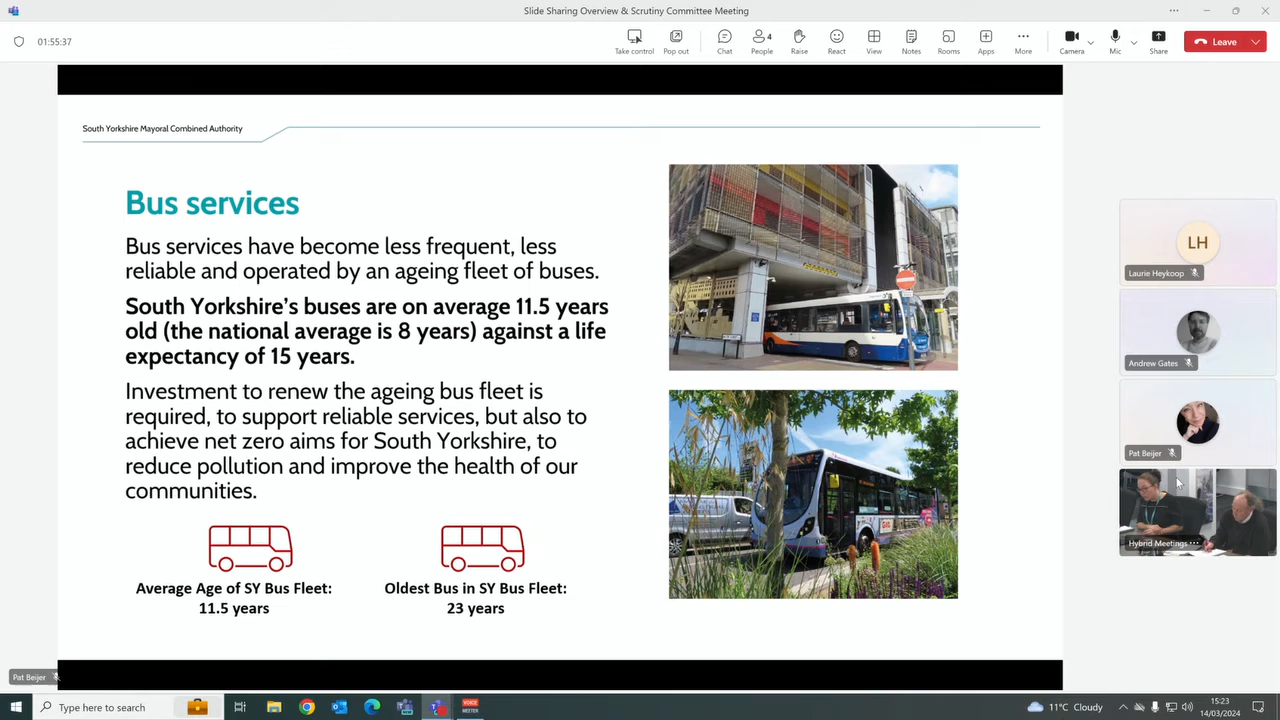 Slide Sharing Overview & Scrutiny Committee Meeting
01:55:37
Take control
Pop out
Chat
4
People
Raise
React
View
Notes
Rooms
Apps
More
Camera
Mic
Share
Leave
South Yorkshire Mayoral Combined Authority
Bus services
Bus services have become less frequent, less
reliable and operated by an ageing fleet of buses.
South Yorkshire's buses are on average 11.5 years
old (the national average is 8 years) against a life
expectancy of 15 years.
Investment to renew the ageing bus fleet is
required, to support reliable services, but also to
achieve net zero aims for South Yorkshire, to
reduce pollution and improve the health of our
communities.
Average Age of SY Bus Fleet:
11.5 years
Oldest Bus in SY Bus Fleet:
23 years
LH
Laurie Heykoop
Andrew Gates
Pat Beijer
Hybrid Meetings
Pat Beijer
Type here to search
VOICE
MEETER
11°C Cloudy
15:23
14/03/2024